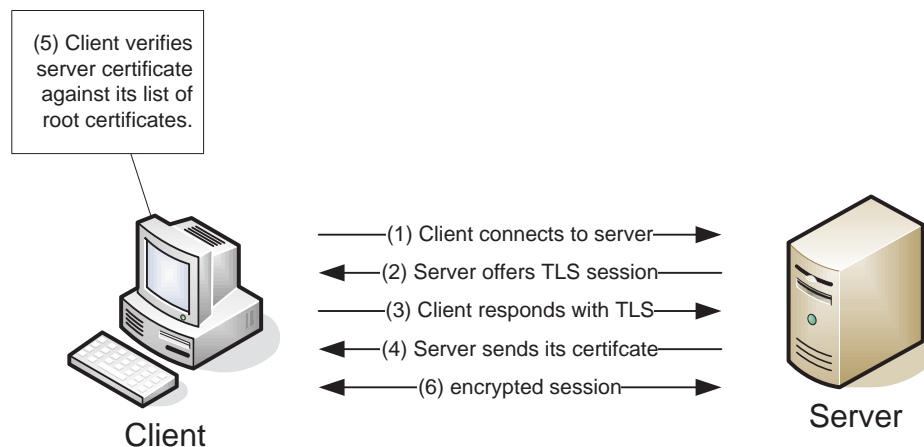 (5) Client verifies
server certificate
against its list of
root certificates.
(1) Client connects to server
(2) Server offers TLS session
(3) Client responds with TLS
(4) Server sends its certifcate
(6) encrypted session
Client
Server